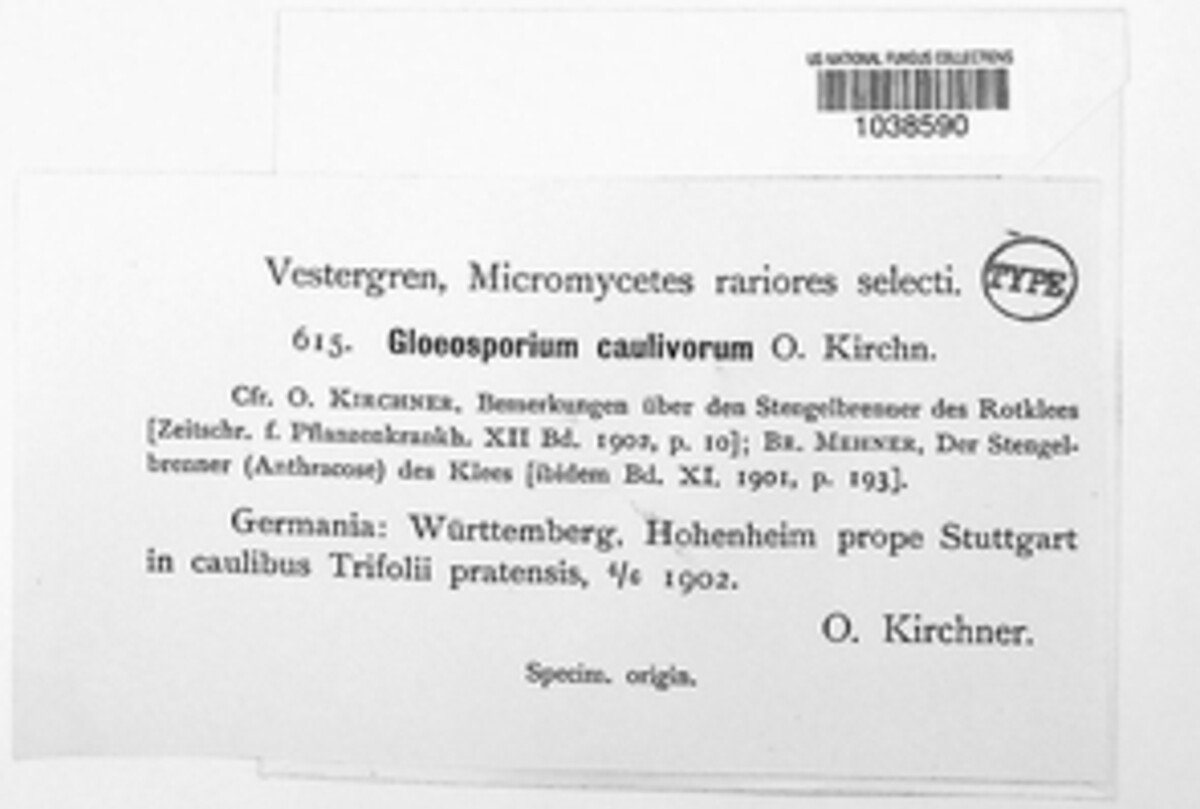 US NATIONAL FUNGUS COLLECTIONS
1038590
Vestergren, Micromycetes rariores selecti.
TYPE
615. Gloeosporium caulivorum O. Kirchn.
Cfr. O. KIRCHNER, Bemerkungen über den Stengelbrenner des Rotklees
[Zeitschr. f. Pflanzenkrankh. XII Bd. 1902, p. 10]; BR. MEHNER, Der Stengel-
brenner (Anthracose) des Klees [ibidem Bd. XI, 1901, p. 193].
Germania: Württemberg, Hohenheim prope Stuttgart
in caulibus Trifolii pratensis, 1902.
O. Kirchner.
Specim. origin.